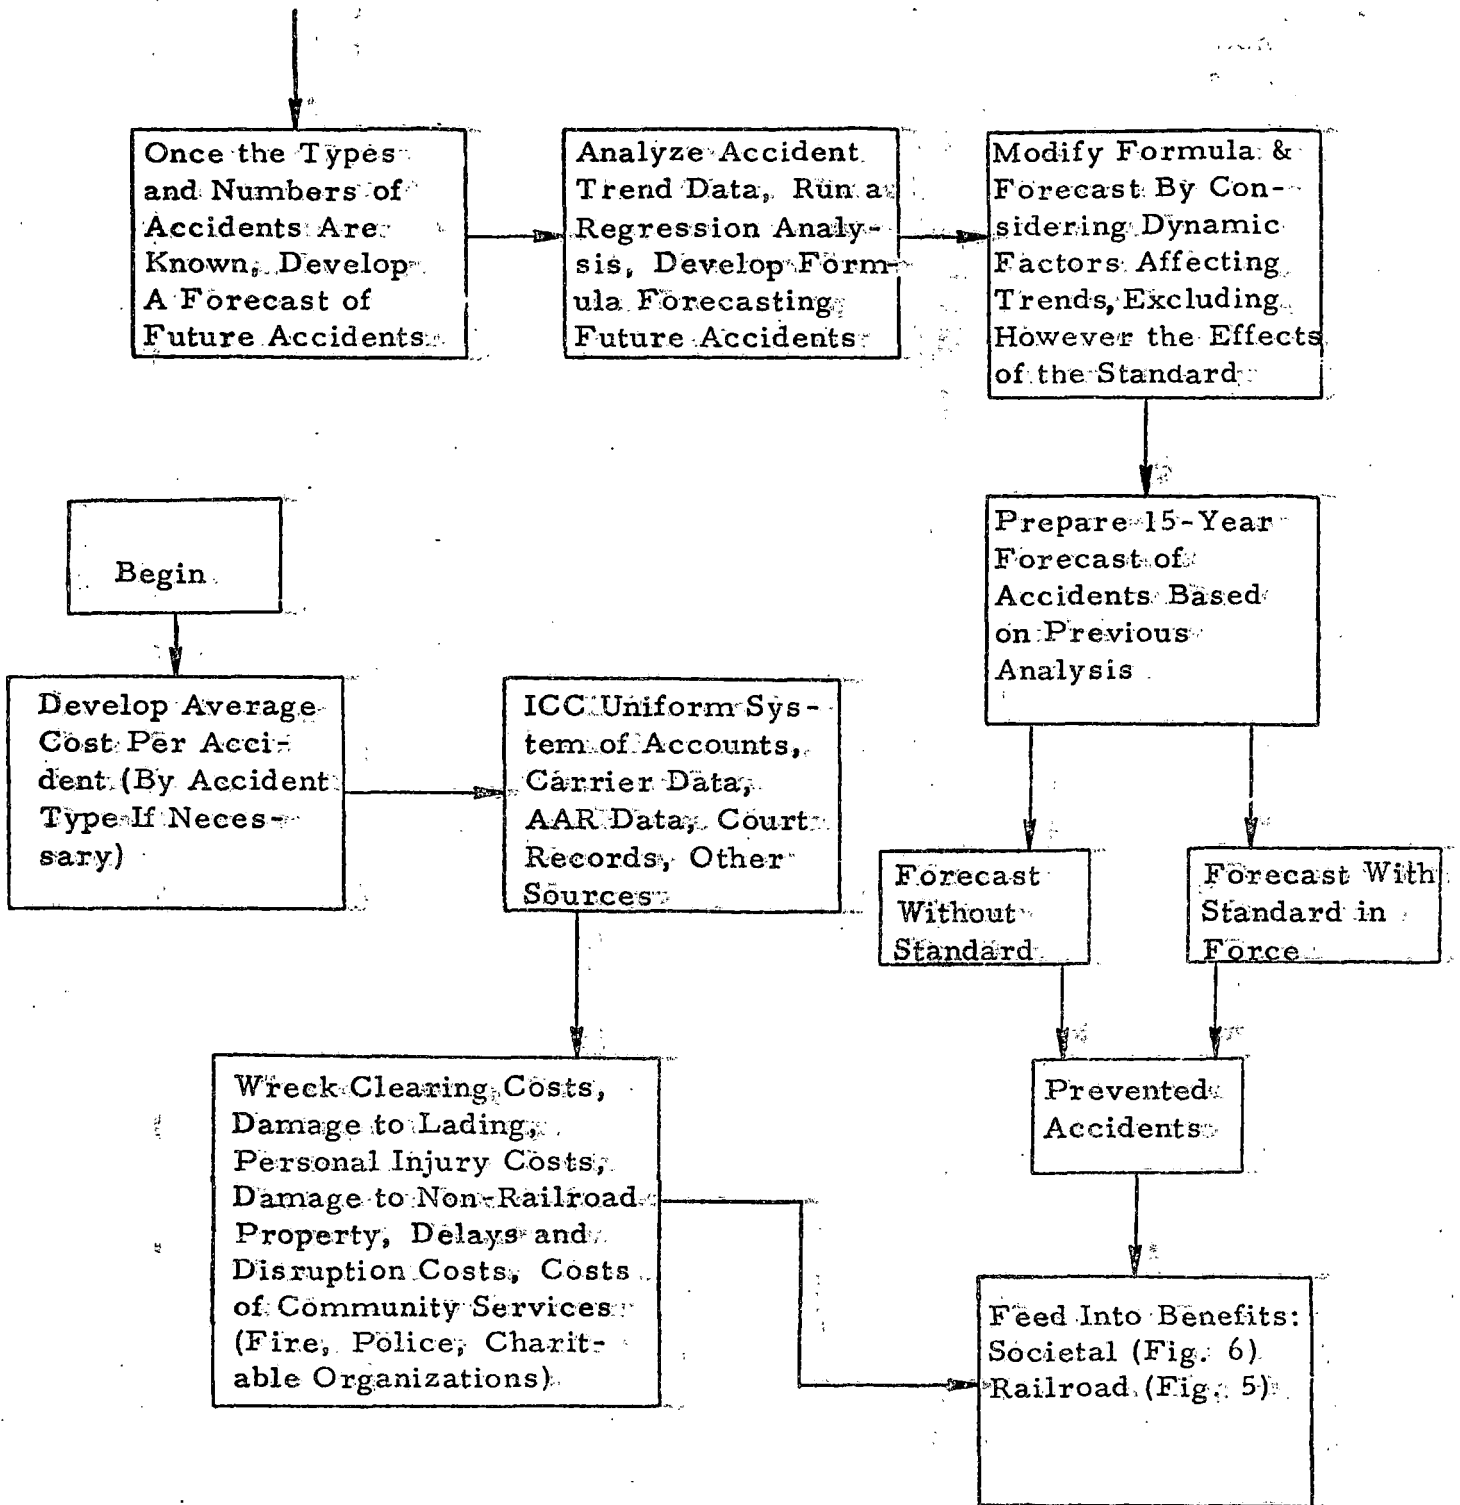 Once the Types
and Numbers of
Accidents Are
Known, Develop
A Forecast of
Future Accidents
Analyze Accident
Trend Data, Run a
Regression Analy-
sis, Develop Form-
ula Forecasting
Future Accidents
Modify Formula &
Forecast By Con-
sidering Dynamic
Factors Affecting
Trends, Excluding
However the Effects
of the Standard
Prepare 15-Year
Forecast of
Accidents Based
on Previous
Analysis
Begin
Develop Average
Cost Per Acci-
dent (By Accident
Type If Neces-
sary)
ICC Uniform Sys-
tem of Accounts,
Carrier Data,
AAR Data, Court
Records, Other
Sources
Forecast
Without
Standard
Forecast With
Standard in
Force
Wreck Clearing Costs,
Damage to Lading,
Personal Injury Costs,
Damage to Non-Railroad
Property, Delays and
Disruption Costs, Costs
of Community Services
(Fire, Police, Charit-
able Organizations)
Prevented
Accidents
Feed Into Benefits:
Societal (Fig. 6)
Railroad (Fig. 5)